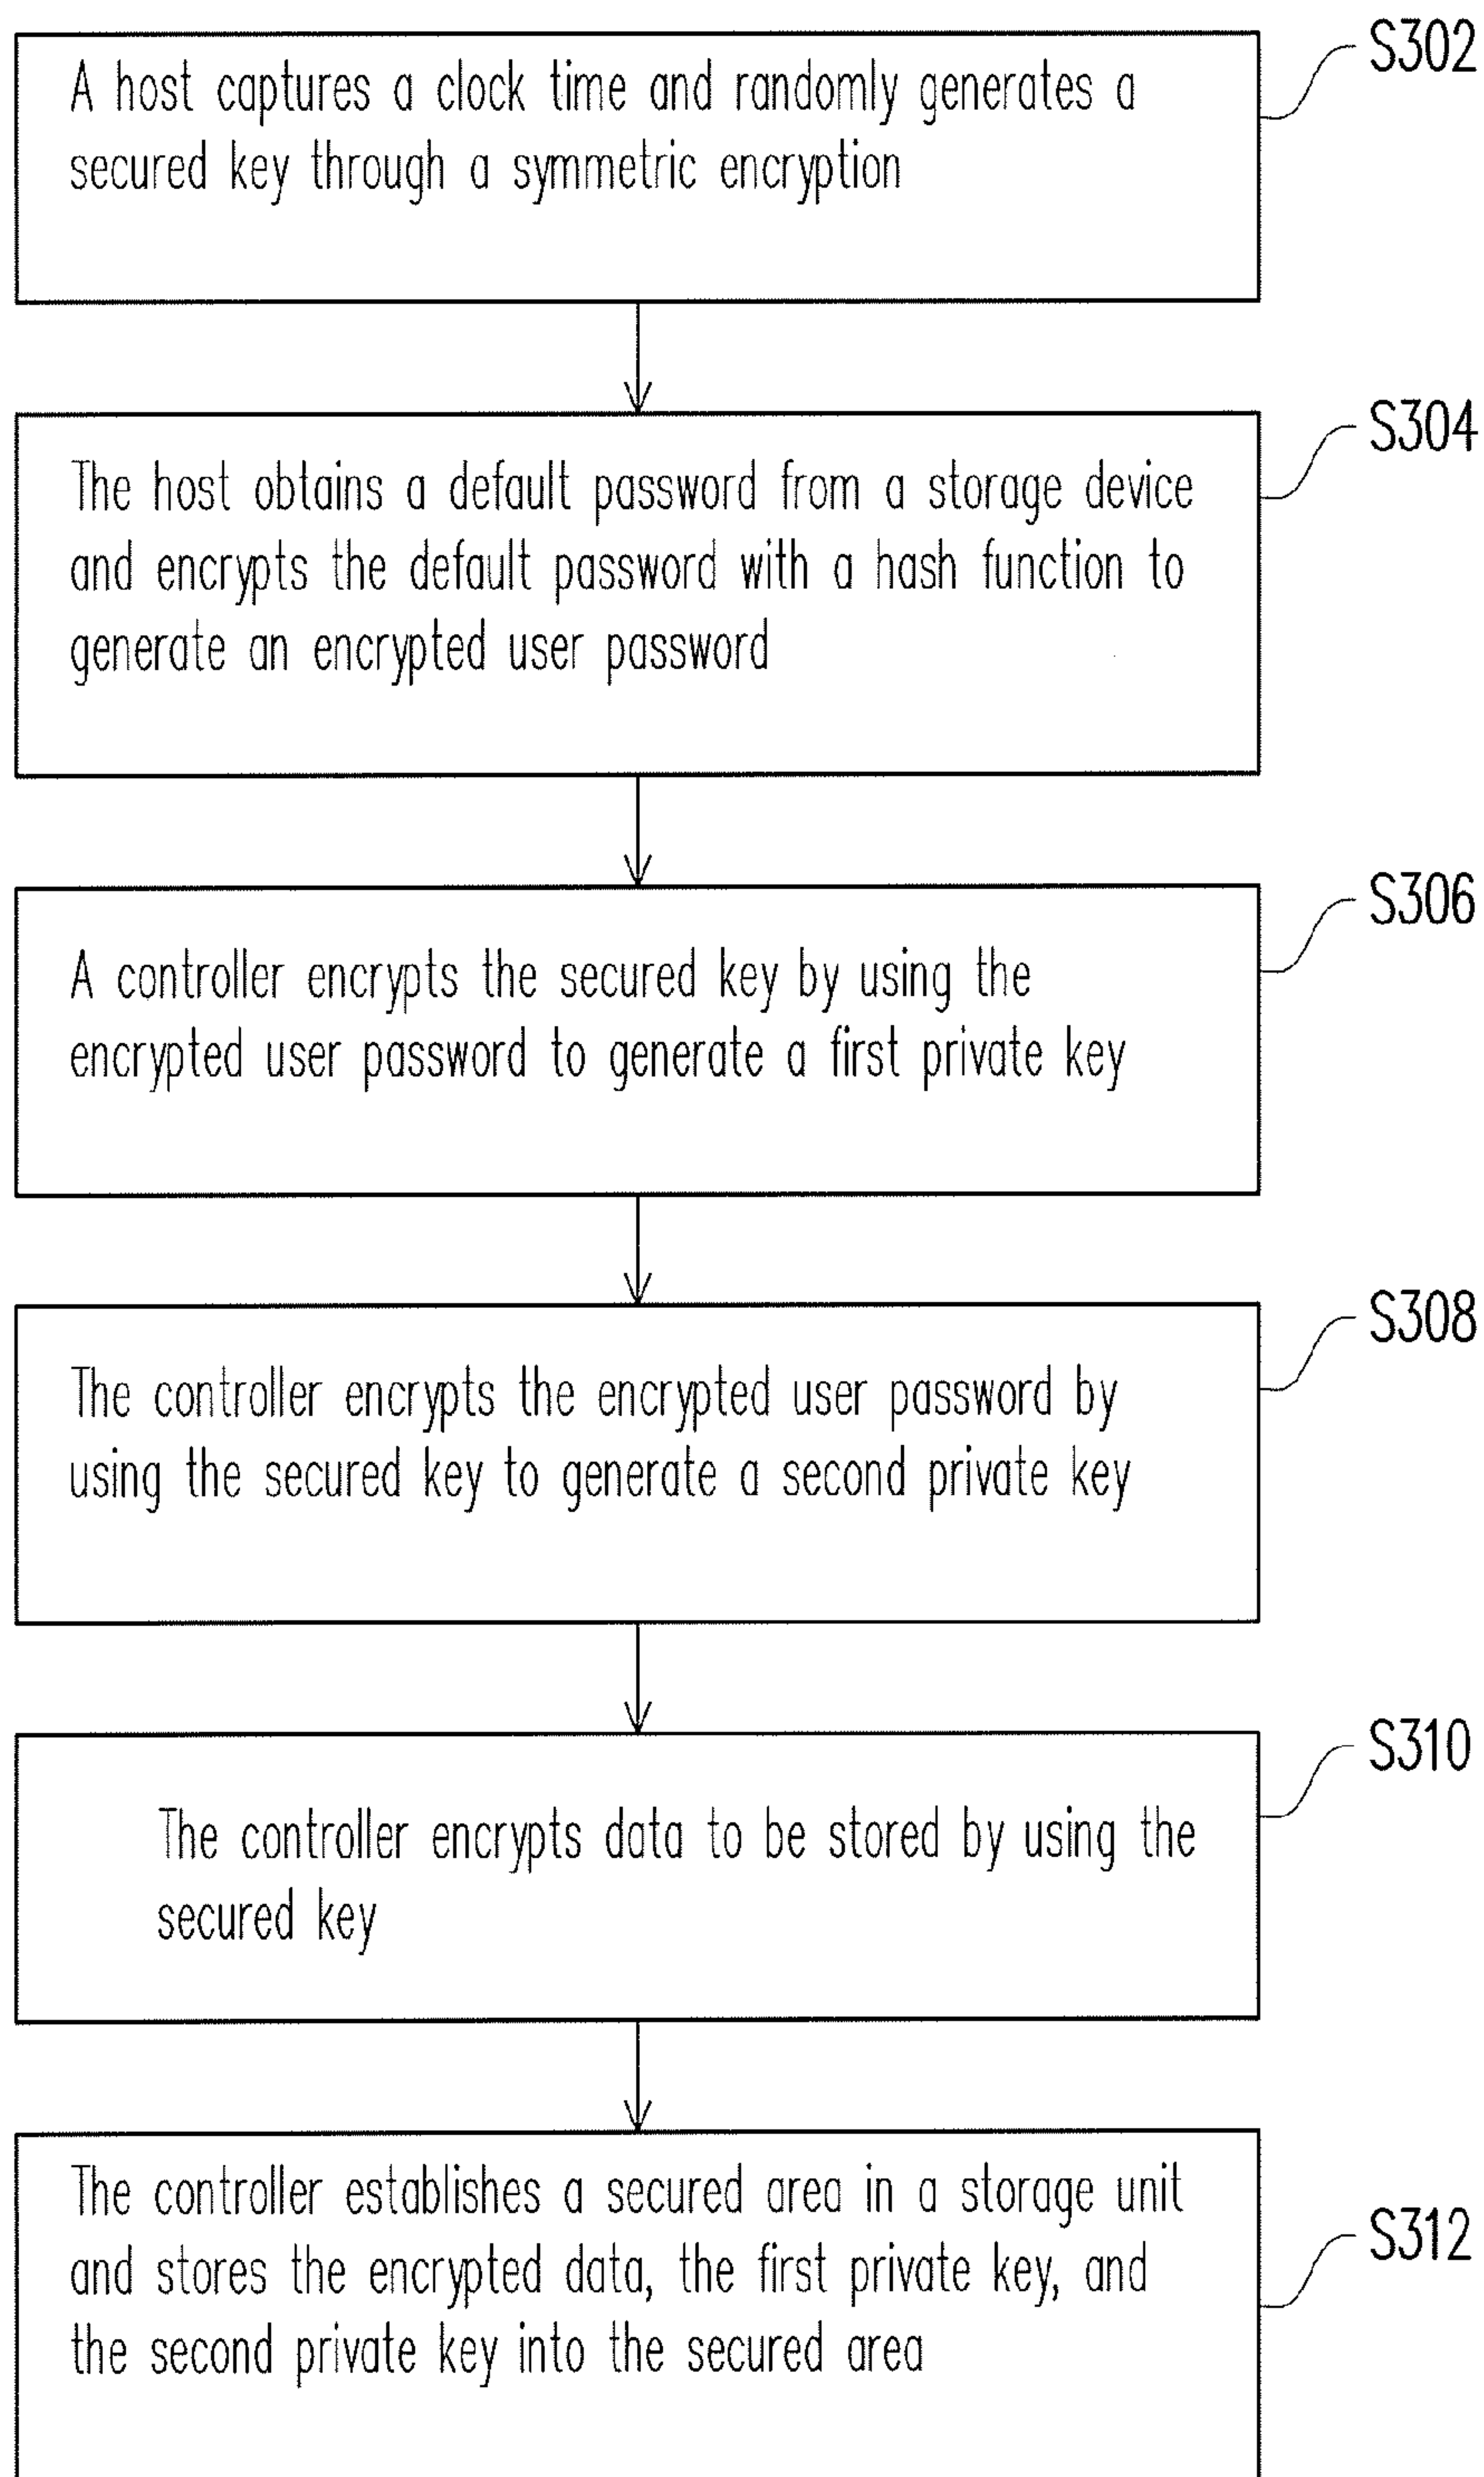 S302
A host captures a clock time and randomly generates a
secured key through a symmetric encryption
S304
The host obtains a default password from a storage device
and encrypts the default password with a hash function to
generate an encrypted user password
S306
A controller encrypts the secured key by using the
encrypted user password to generate a first private key
S308
The controller encrypts the encrypted user password by
using the secured key to generate a second private key
S310
The controller encrypts data to be stored by using the
secured key
The controller establishes a secured area in a storage unit
S312
and stores the encrypted data, the first private key, and
the second private key into the secured area